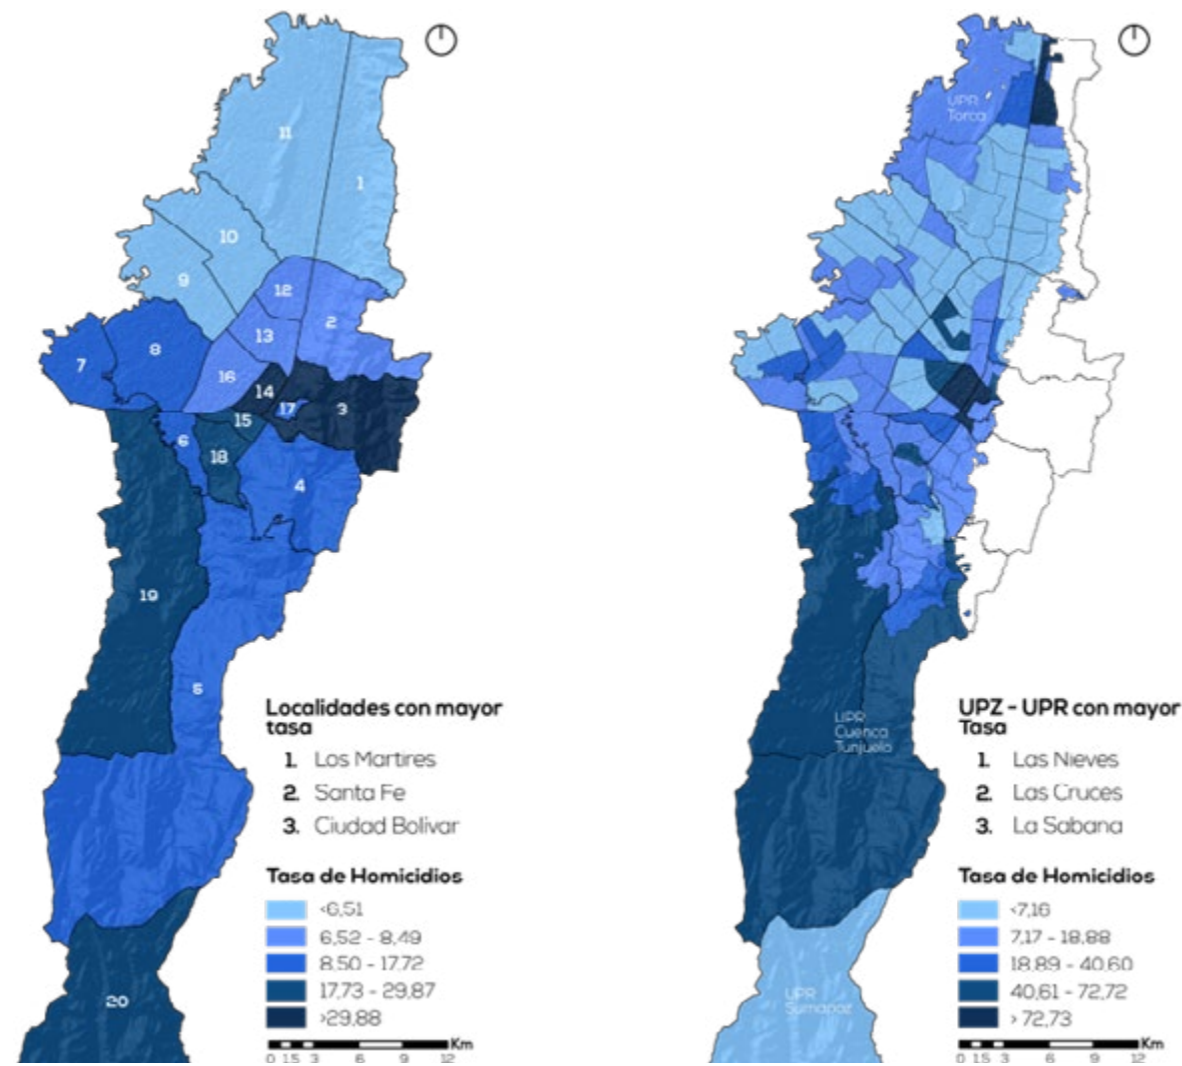 11
1
10
9
12
2
13
8
7
16
14
17
3
15
6
18
4
19
5
20
Localidades con mayor
tasa
1. Los Martires
2. Santa Fe
3. Ciudad Bolivar
Tasa de Homicidios
<6,51
6,52 - 8,49
8,50 - 17,72
17,73 - 29,87
>29,88
Km
0 1.5 3 6 9 12
UPR
Torca
UPR
Cuenca
Tunjuelo
UPR
Sumapaz
UPZ - UPR con mayor
Tasa
1. Las Nieves
2. Las Cruces
3. La Sabana
Tasa de Homicidios
<7,16
7,17 - 18,88
18,89 - 40,60
40,61 - 72,72
> 72,73
Km
0 1.5 3 6 9 12